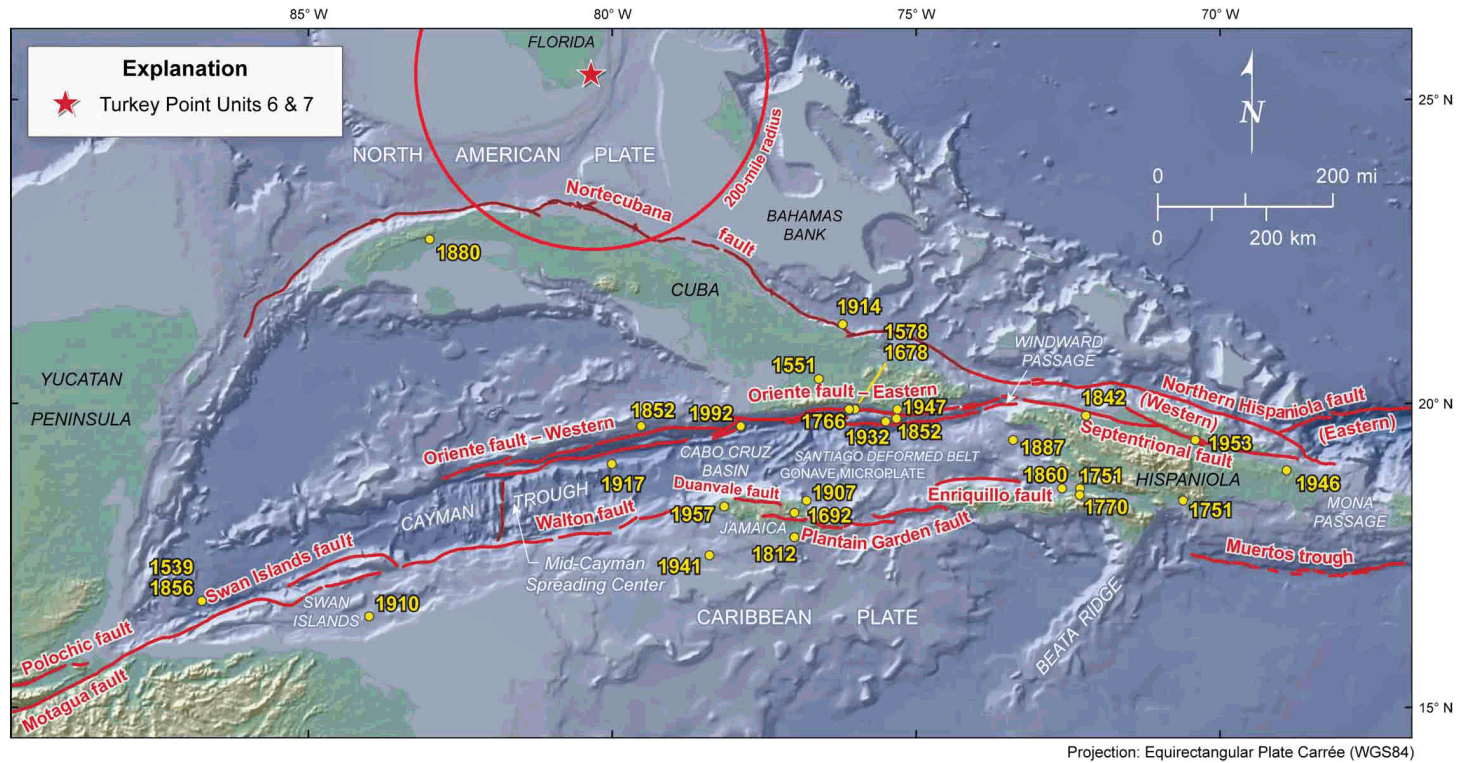 85° W
80° W
75° W
70° W
Explanation
Turkey Point Units 6 & 7
FLORIDA
25° N
N
NORTH AMERICAN PLATE
200-mile radius
0 200 mi
0 200 km
Nortecubana
fault
BAHAMAS
BANK
1880
CUBA
1914
1578
1678
WINDWARD
PASSAGE
YUCATAN
PENINSULA
1551
Oriente fault – Eastern
Northern Hispaniola fault
(Western)
(Eastern)
20° N
1842
1852
1992
1766
1947
1932
1852
Oriente fault – Western
Septentrional fault
1953
1887
CABO CRUZ
BASIN
SANTIAGO DEFORMED BELT
GONAVE MICROPLATE
1917
CAYMAN TROUGH
Duanvale fault
1907
1692
Enriquillo fault
1860
1751
1770
HISPANIOLA
1751
1946
MONA
PASSAGE
Walton fault
1957
JAMAICA
Plantain Garden fault
1812
1941
Muertos trough
Mid-Cayman
Spreading Center
Swan Islands fault
1539
1856
SWAN
ISLANDS
1910
CARIBBEAN PLATE
BEATA RIDGE
Polochic fault
Motagua fault
15° N
Projection: Equirectangular Plate Carrée (WGS84)